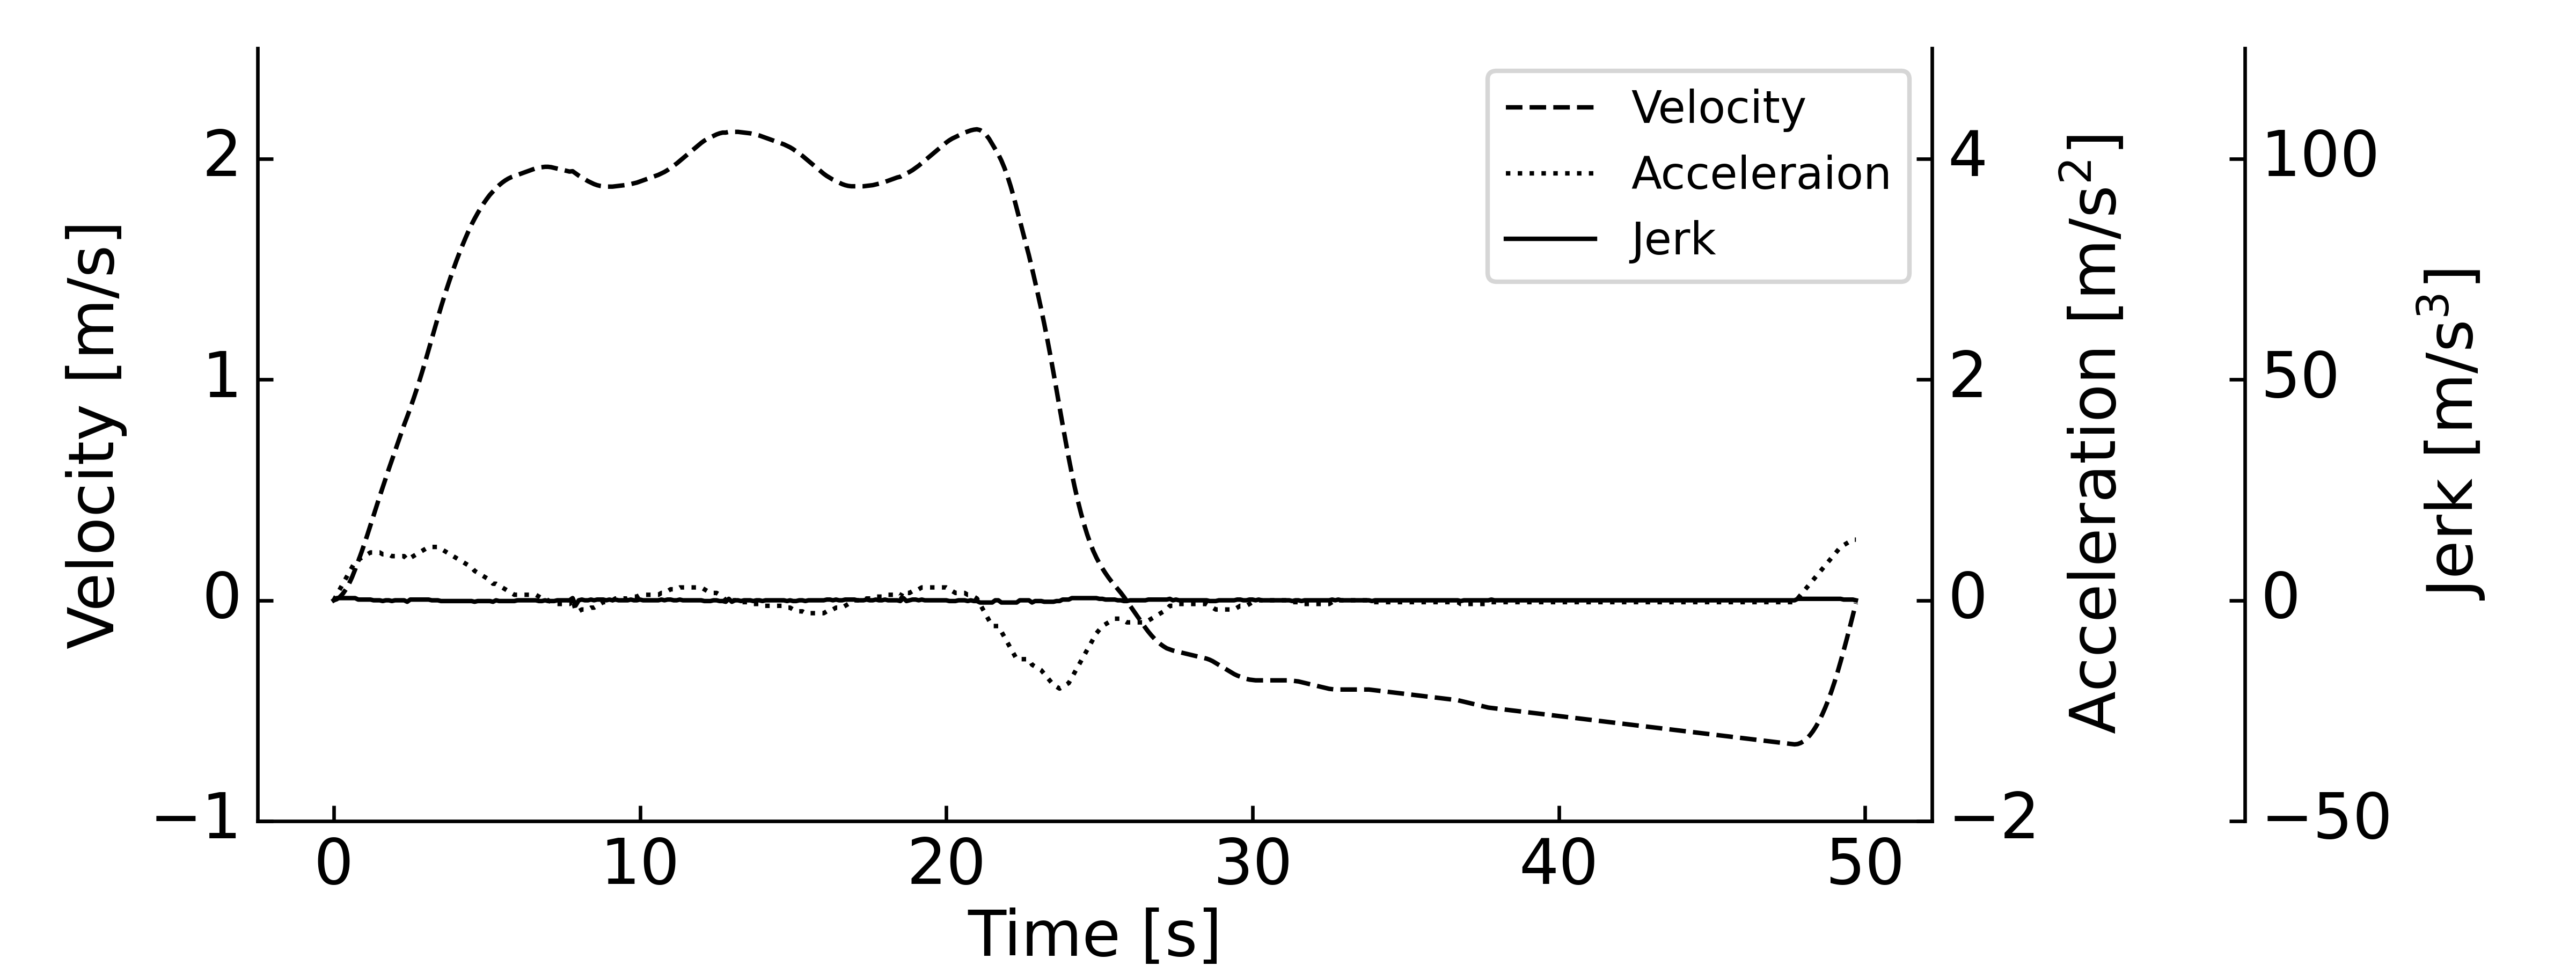 Velocity [m/s]
2
1
0
−1
0 10 20 30 40 50
Time [s]
Velocity
Acceleraion
Jerk
4
2
0
−2
Acceleration [m/s²]
100
50
0
−50
Jerk [m/s³]